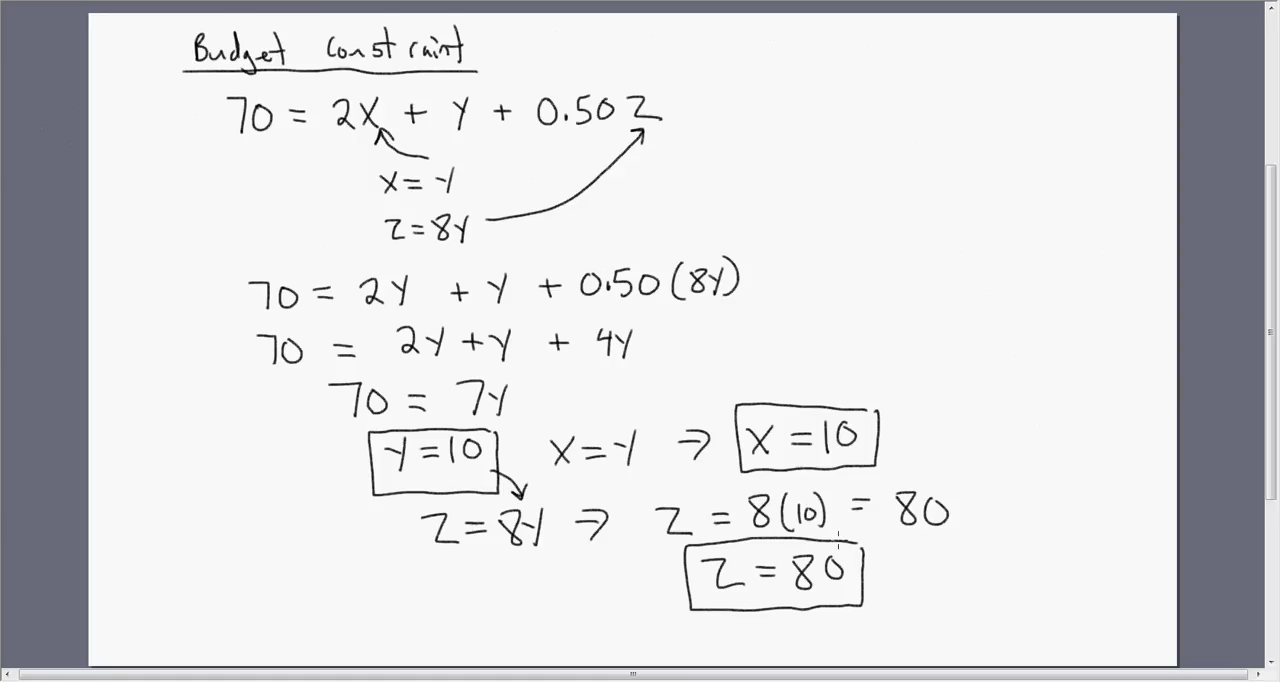 Budget constraint
70 = 2X + Y + 0.50 Z
X = Y
Z = 8Y
70 = 2Y + Y + 0.50 (8Y)
70 = 2Y + Y + 4Y
70 = 7Y
Y = 10 X = Y ⇒ X = 10
Z = 8Y ⇒ Z = 8(10) = 80
Z = 80